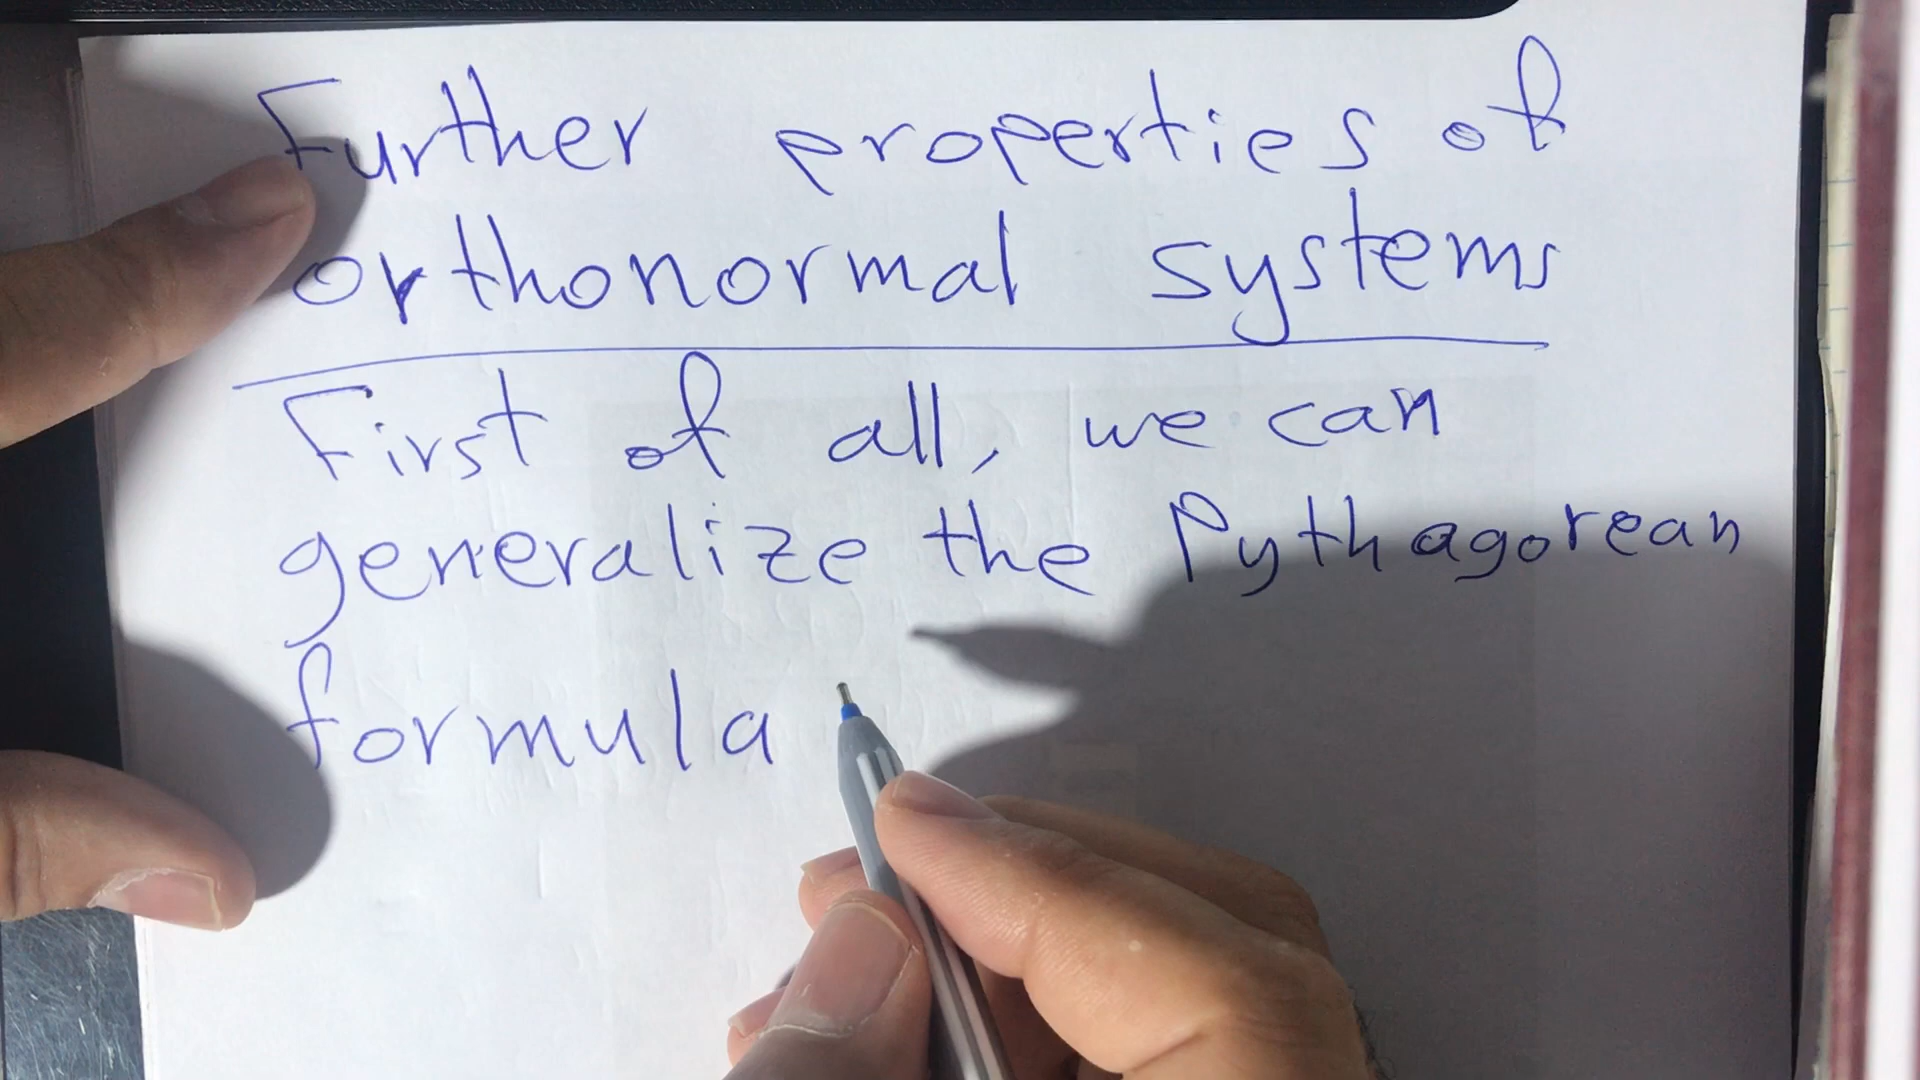 Further properties of
orthonormal systems
First of all, we can
generalize the Pythagorean
formula